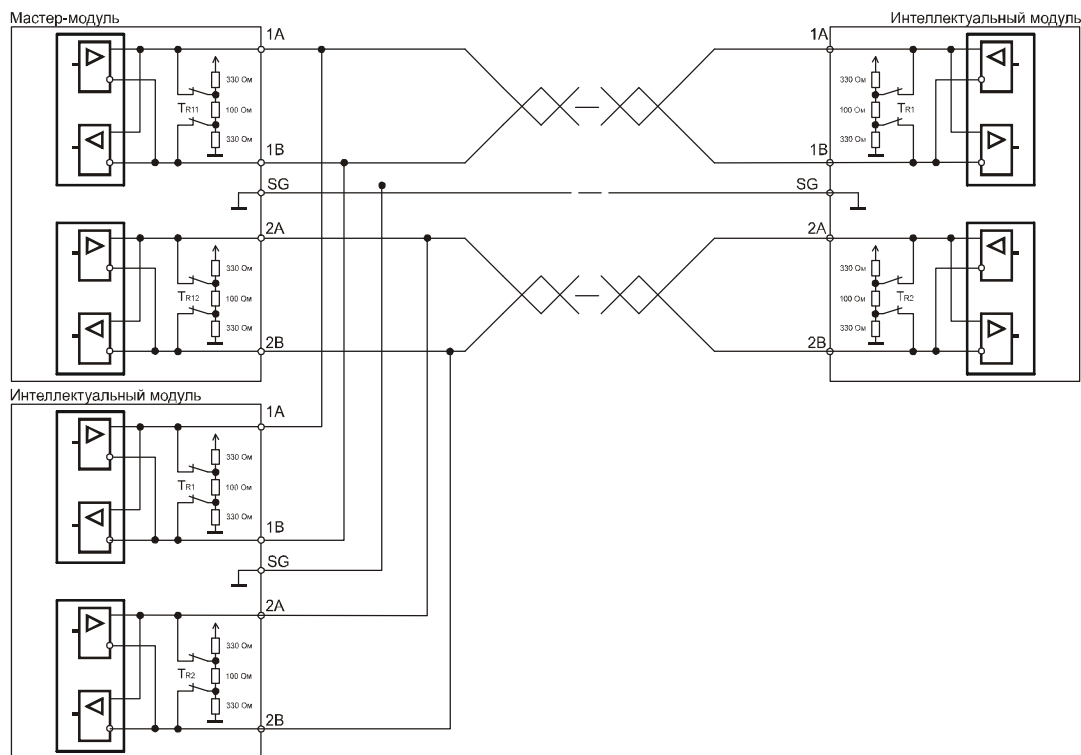 Мастер-модуль
1A
330 Ом
TR11
100 Ом
330 Ом
1B
SG
2A
330 Ом
TR12
100 Ом
330 Ом
2B
Интеллектуальный модуль
1A
330 Ом
100 Ом
TR1
330 Ом
1B
SG
2A
330 Ом
100 Ом
TR2
330 Ом
2B
Интеллектуальный модуль
1A
330 Ом
TR1
100 Ом
330 Ом
1B
SG
2A
330 Ом
TR2
100 Ом
330 Ом
2B